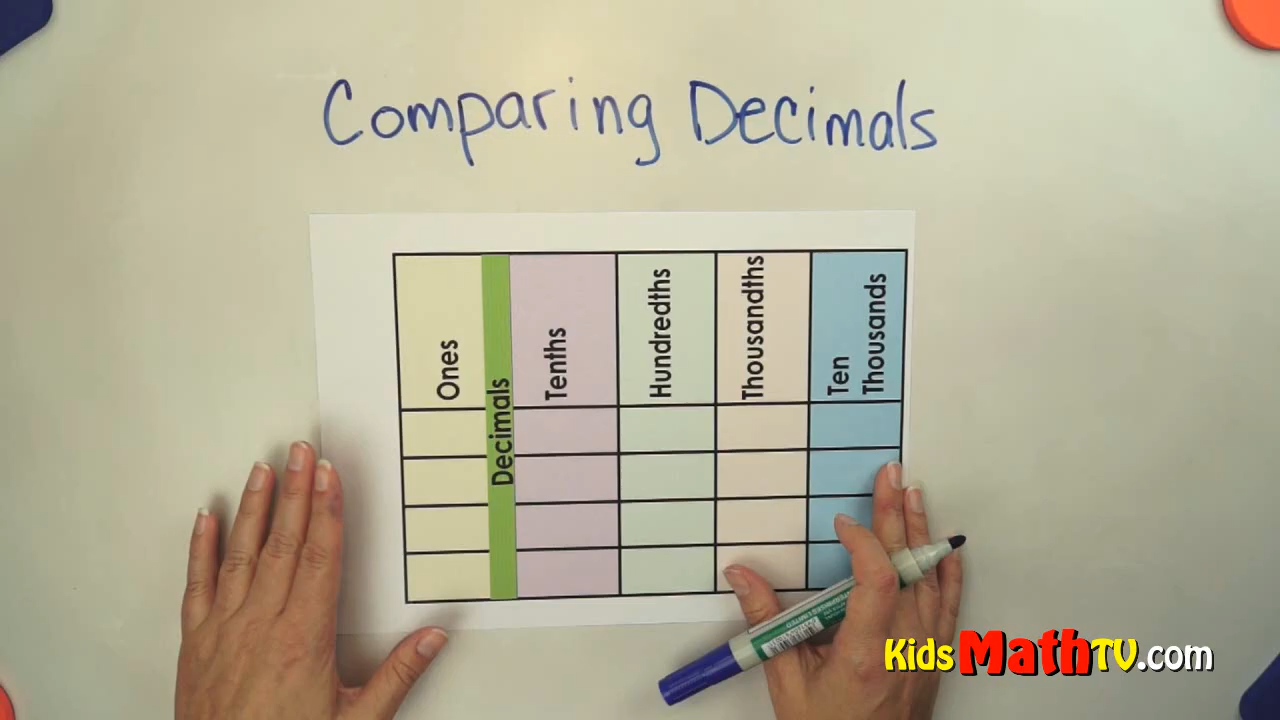 Comparing Decimals
Ones
Decimals
Tenths
Hundredths
Thousandths
Ten
Thousands
KidsMathTV.com